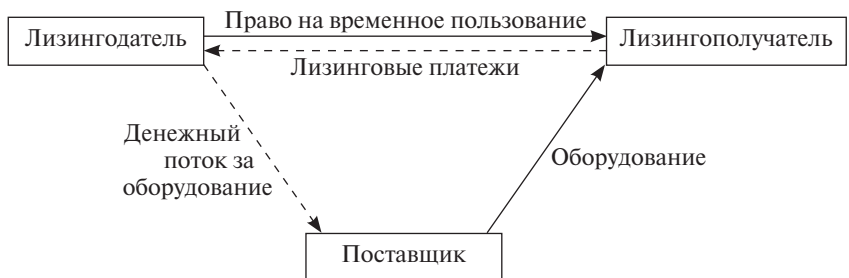 Право на временное пользование
Лизингодатель
Лизингополучатель
Лизинговые платежи
Денежный
поток за
оборудование
Оборудование
Поставщик